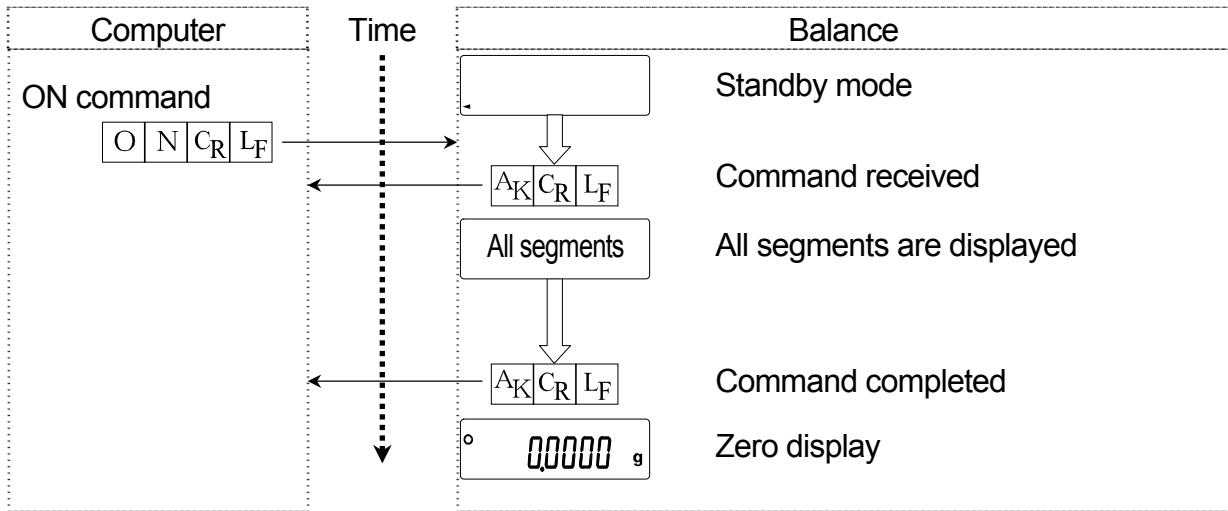 Computer Time Balance
Standby mode
ON command
O N CR LF
AK CR LF Command received
All segments All segments are displayed
AK CR LF Command completed
0.0000 g Zero display